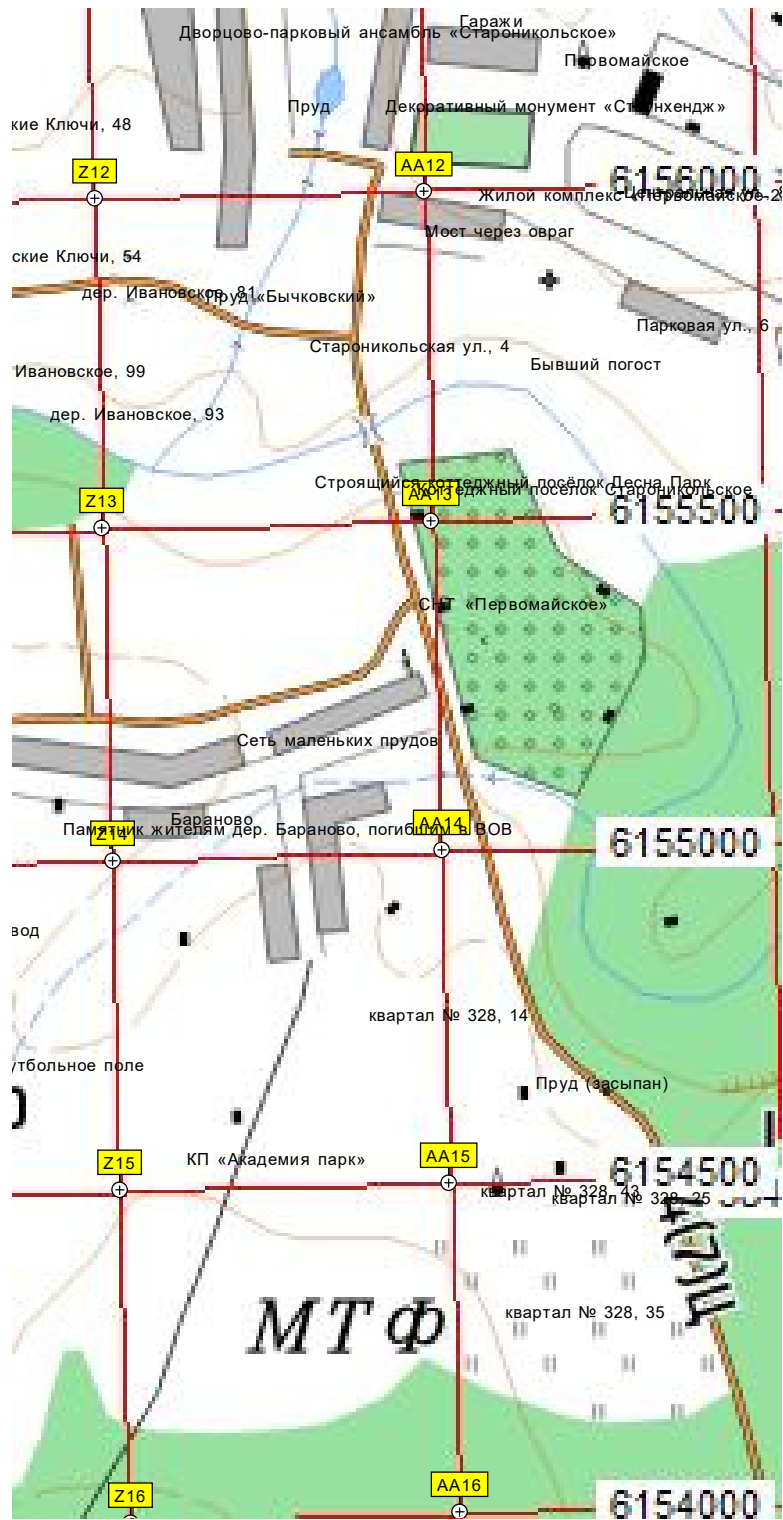 Гаражи
Дворцово-парковый ансамбль «Староникольское»
Первомайское
Пруд
Декоративный монумент «Стоунхендж»
кие Ключи, 48
Z12
AA12
6156000
Центральная ул.,
Жилой комплекс «Первомайское-2
Мост через овраг
ские Ключи, 54
дер. Ивановское, 81
Пруд «Бычковский»
Парковая ул., 6
Староникольская ул., 4
Ивановское, 99
Бывший погост
дер. Ивановское, 93
Строящийся коттеджный посёлок Десна Парк
Коттеджный посёлок Староникольское
Z13
AA13
6155500
СНТ «Первомайское»
Сеть маленьких прудов
Бараново
Памятник жителям дер. Бараново, погибшим в ВОВ
Z14
AA14
6155000
вод
квартал № 328, 14
утбольное поле
Пруд (засыпан)
Z15
КП «Академия парк»
AA15
6154500
квартал № 328, 43
квартал № 328, 25
МТФ
квартал № 328, 35
Z16
AA16
6154000